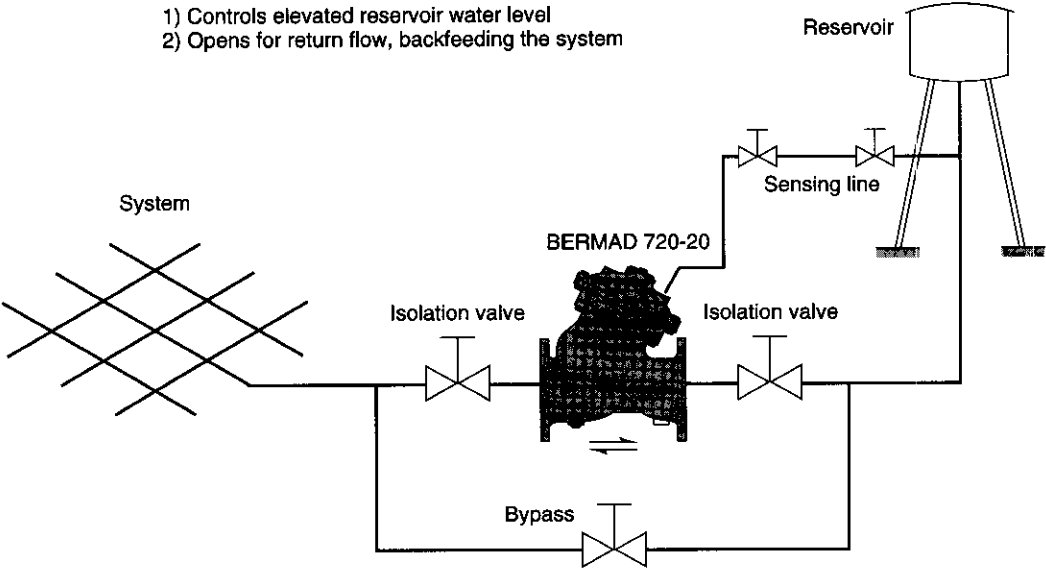 1) Controls elevated reservoir water level
2) Opens for return flow, backfeeding the system
Reservoir
Sensing line
System
BERMAD 720-20
Isolation valve
Isolation valve
Bypass